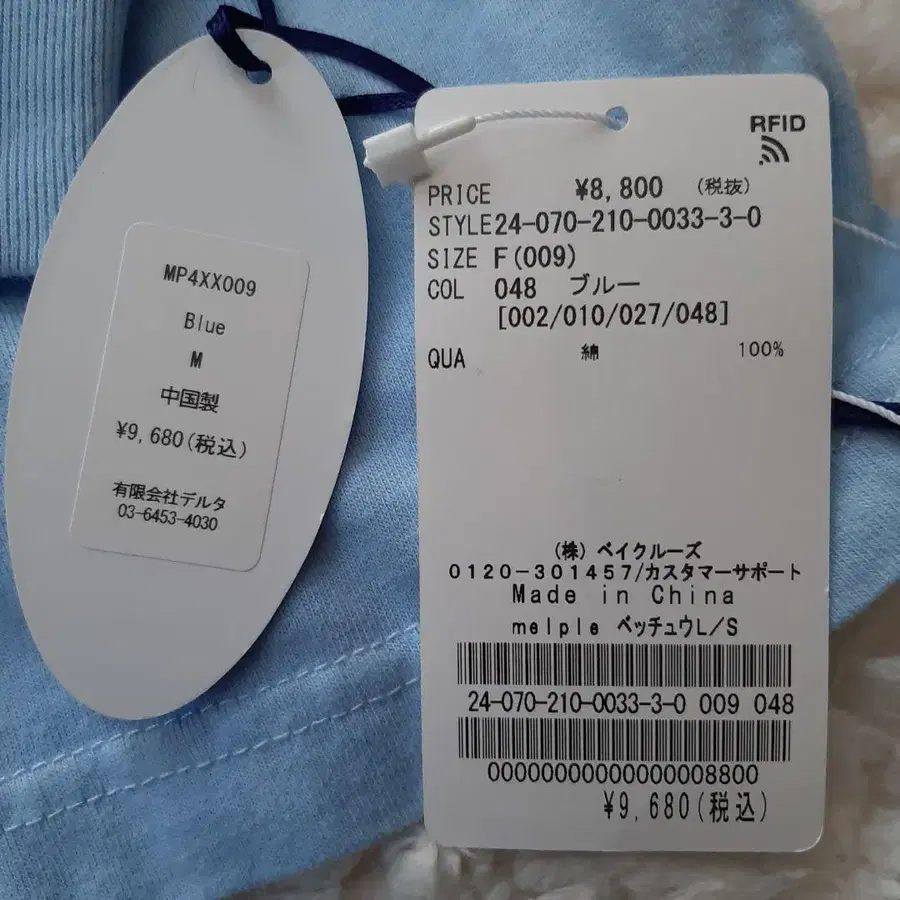 MP4XX009
Blue
M
中国製
¥9,680(税込)
有限会社デルタ
03-6453-4030
RFID
PRICE ¥8,800 (税抜)
STYLE24-070-210-0033-3-0
SIZE F(009)
COL 048 ブルー
[002/010/027/048]
QUA 綿 100%
(株) ベイクルーズ
0120-301457/カスタマーサポート
Made in China
melple ベッチュウL/S
24-070-210-0033-3-0 009 048
00000000000000008800
¥9,680(税込)